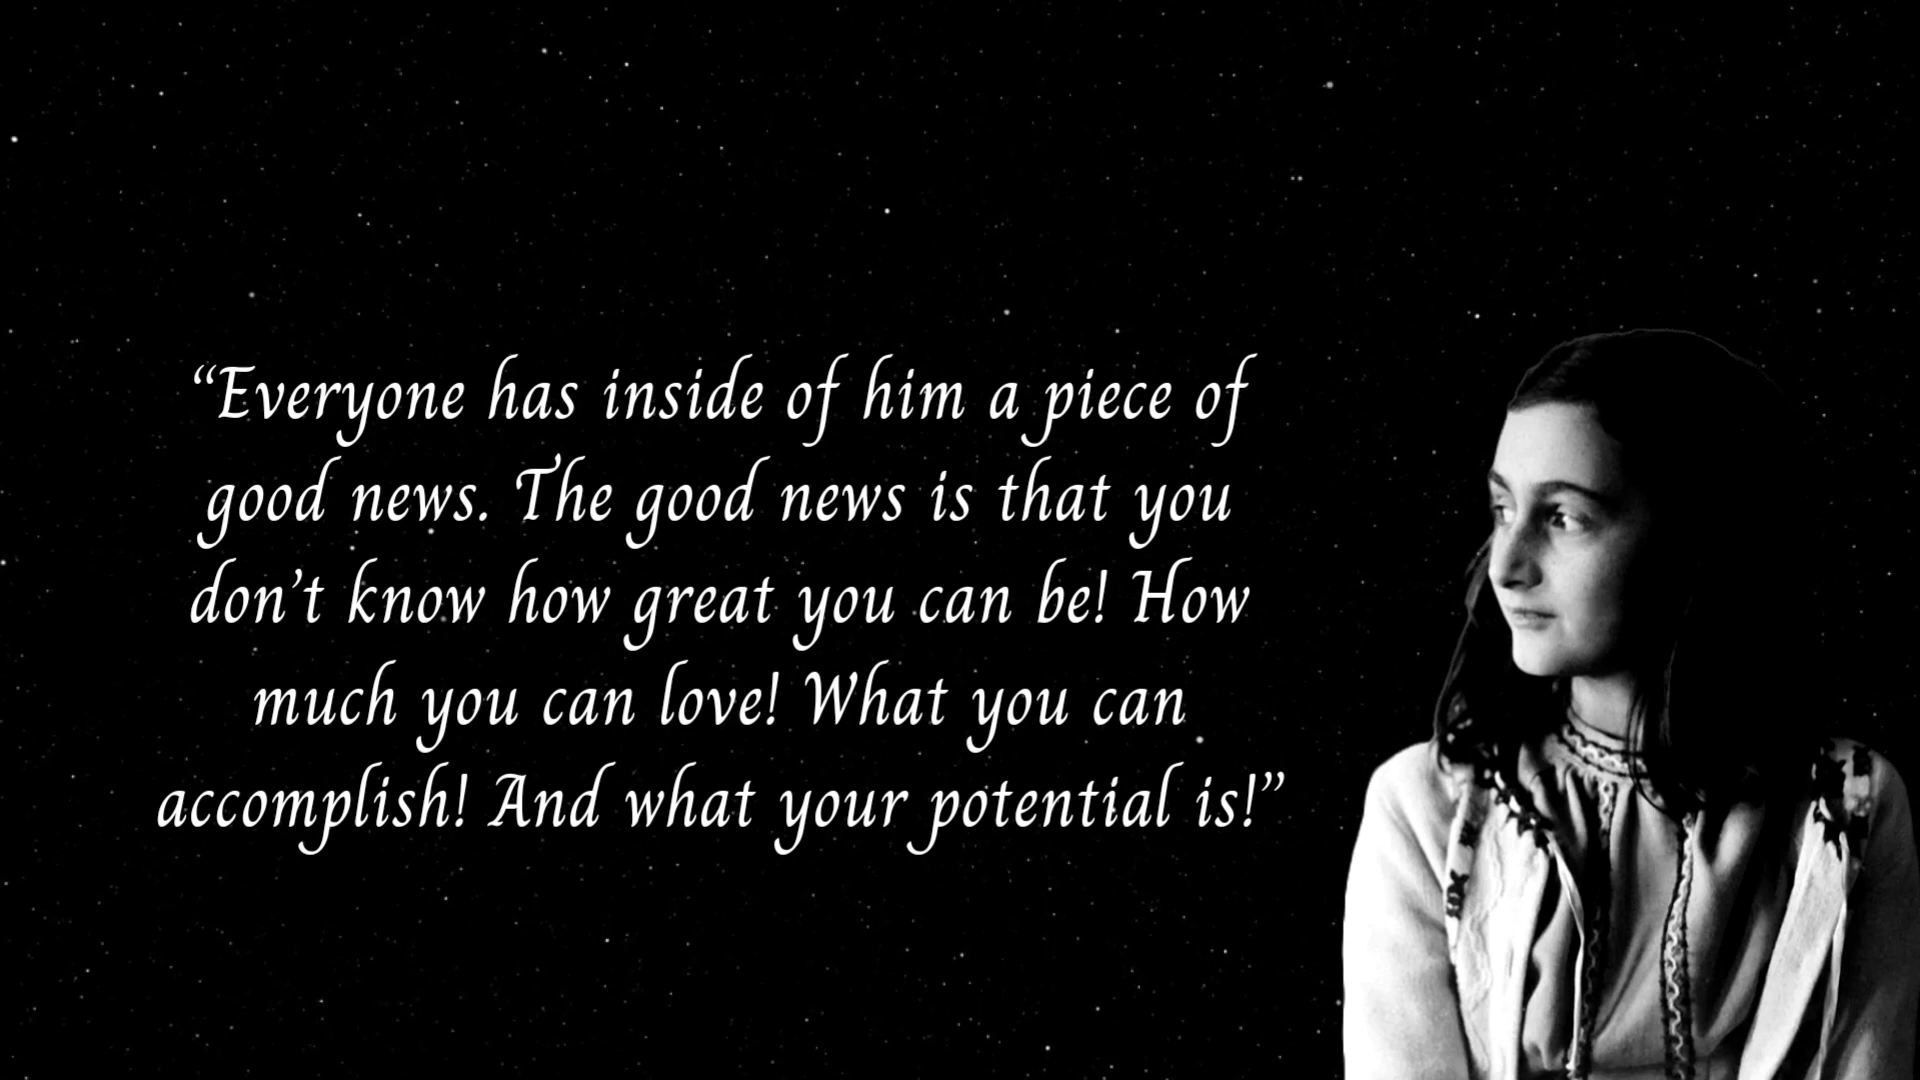 “Everyone has inside of him a piece of
good news. The good news is that you
don’t know how great you can be! How
much you can love! What you can
accomplish! And what your potential is!”